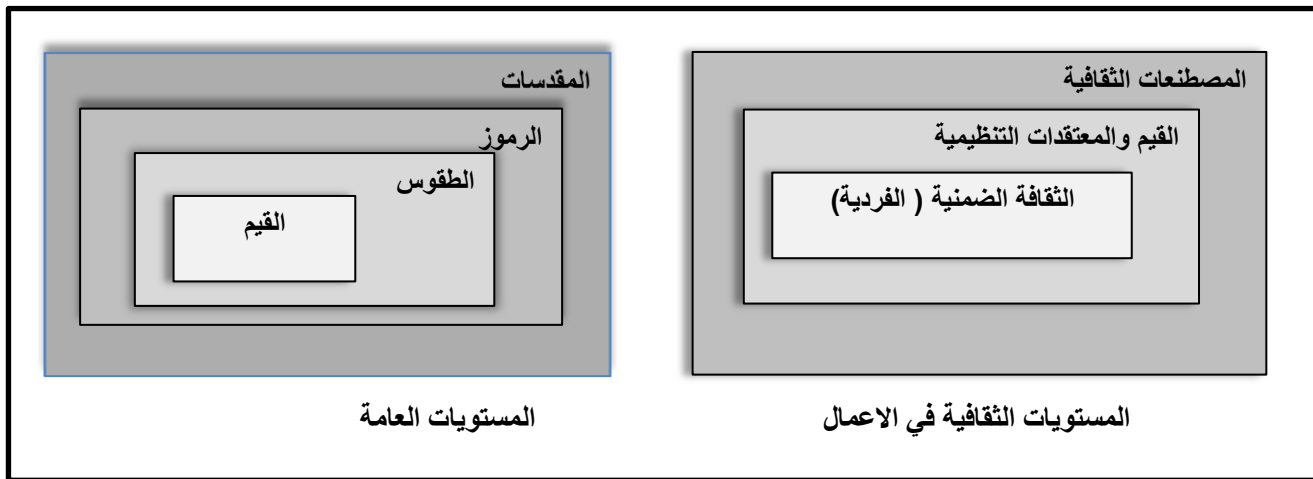 المصطنعات الثقافية
القيم والمعتقدات التنظيمية
الثقافة الضمنية ( الفردية)
المستويات الثقافية في الاعمال
المقدسات
الرموز
الطقوس
القيم
المستويات العامة